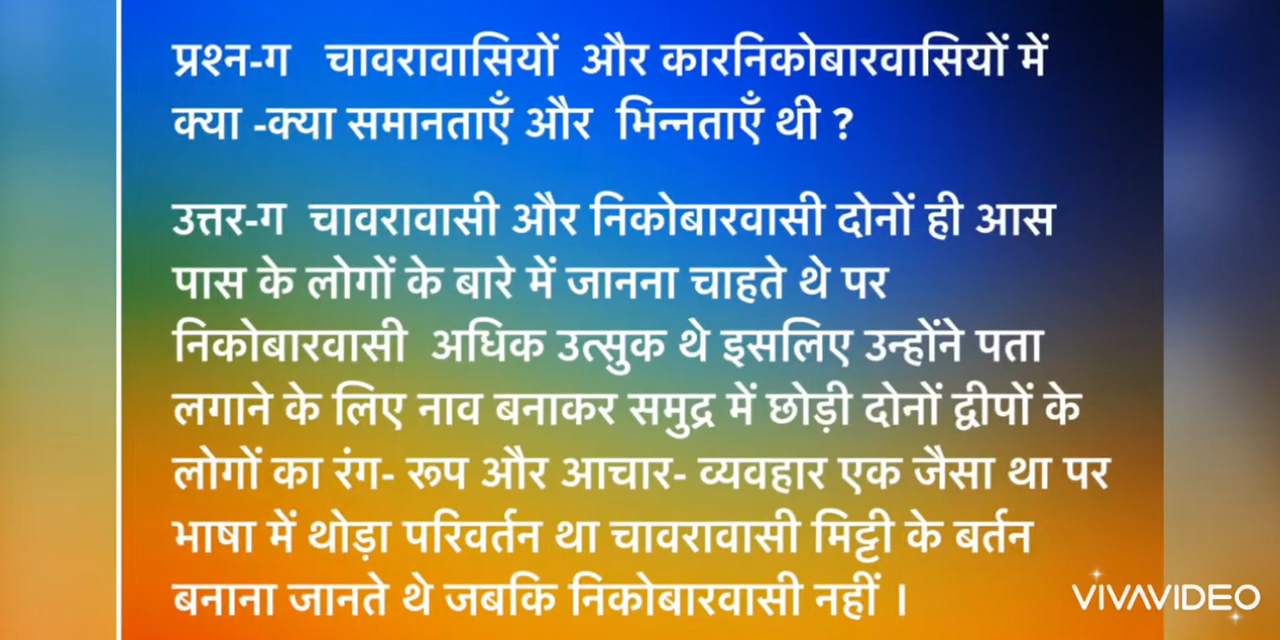 प्रश्न-ग चावरावासियों और कारनिकोबारवासियों में
क्या -क्या समानताएँ और भिन्नताएँ थी ?
उत्तर-ग चावरावासी और निकोबारवासी दोनों ही आस
पास के लोगों के बारे में जानना चाहते थे पर
निकोबारवासी अधिक उत्सुक थे इसलिए उन्होंने पता
लगाने के लिए नाव बनाकर समुद्र में छोड़ी दोनों द्वीपों के
लोगों का रंग- रूप और आचार- व्यवहार एक जैसा था पर
भाषा में थोड़ा परिवर्तन था चावरावासी मिट्टी के बर्तन
बनाना जानते थे जबकि निकोबारवासी नहीं ।
VIVAVIDEO